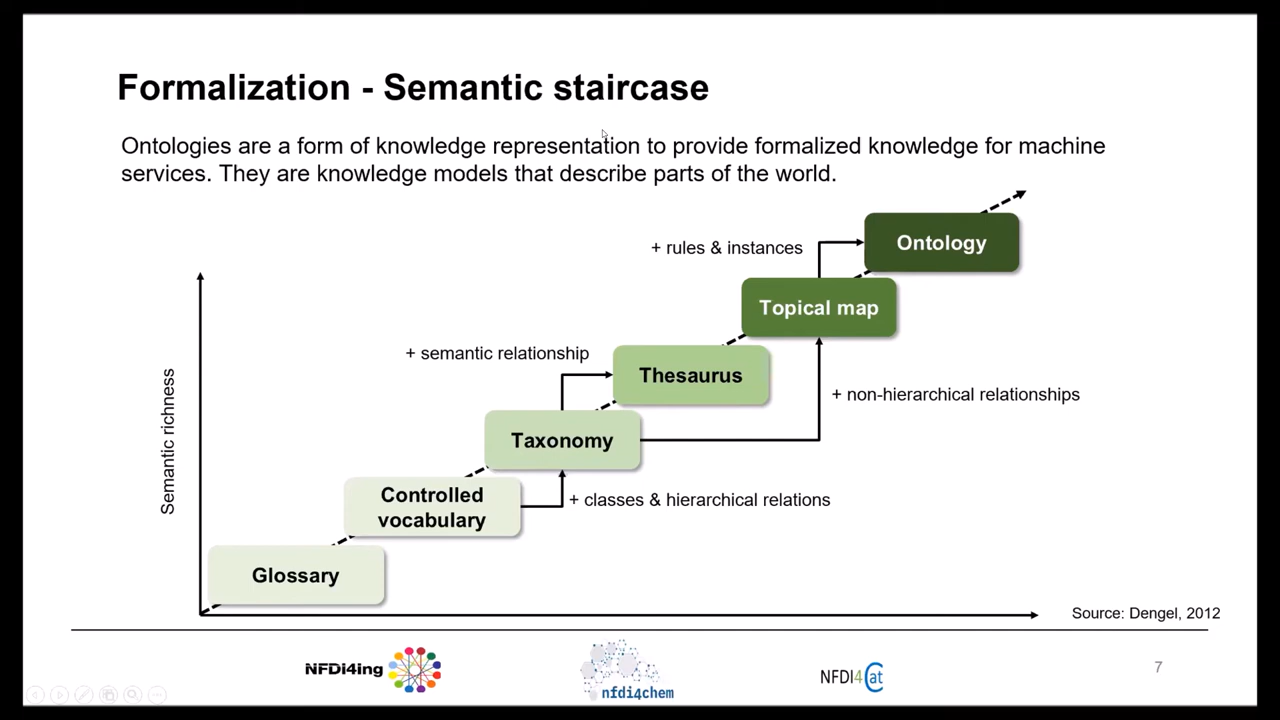 Formalization - Semantic staircase
Ontologies are a form of knowledge representation to provide formalized knowledge for machine
services. They are knowledge models that describe parts of the world.
Ontology
+ rules & instances
Topical map
+ semantic relationship
Thesaurus
+ non-hierarchical relationships
Taxonomy
Semantic richness
Controlled
vocabulary
+ classes & hierarchical relations
Glossary
Source: Dengel, 2012
NFDI4Ing
nfdi4chem
NFDI4Cat
7